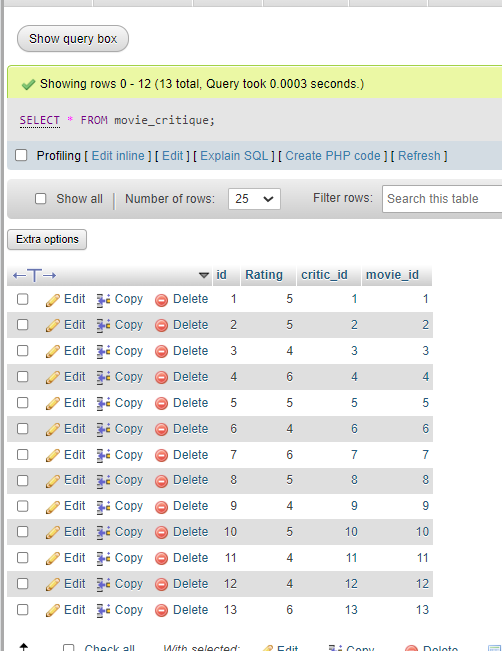 Show query box
Showing rows 0 - 12 (13 total, Query took 0.0003 seconds.)
SELECT * FROM movie_critique;
Profiling [ Edit inline ] [ Edit ] [ Explain SQL ] [ Create PHP code ] [ Refresh ]
Show all | Number of rows: 25 Filter rows: Search this table
Extra options
←T→ id Rating critic_id movie_id
Edit Copy Delete 1 5 1 1
Edit Copy Delete 2 5 2 2
Edit Copy Delete 3 4 3 3
Edit Copy Delete 4 6 4 4
Edit Copy Delete 5 5 5 5
Edit Copy Delete 6 4 6 6
Edit Copy Delete 7 6 7 7
Edit Copy Delete 8 5 8 8
Edit Copy Delete 9 4 9 9
Edit Copy Delete 10 5 10 10
Edit Copy Delete 11 4 11 11
Edit Copy Delete 12 4 12 12
Edit Copy Delete 13 6 13 13
Check all With selected: Edit Copy Delete